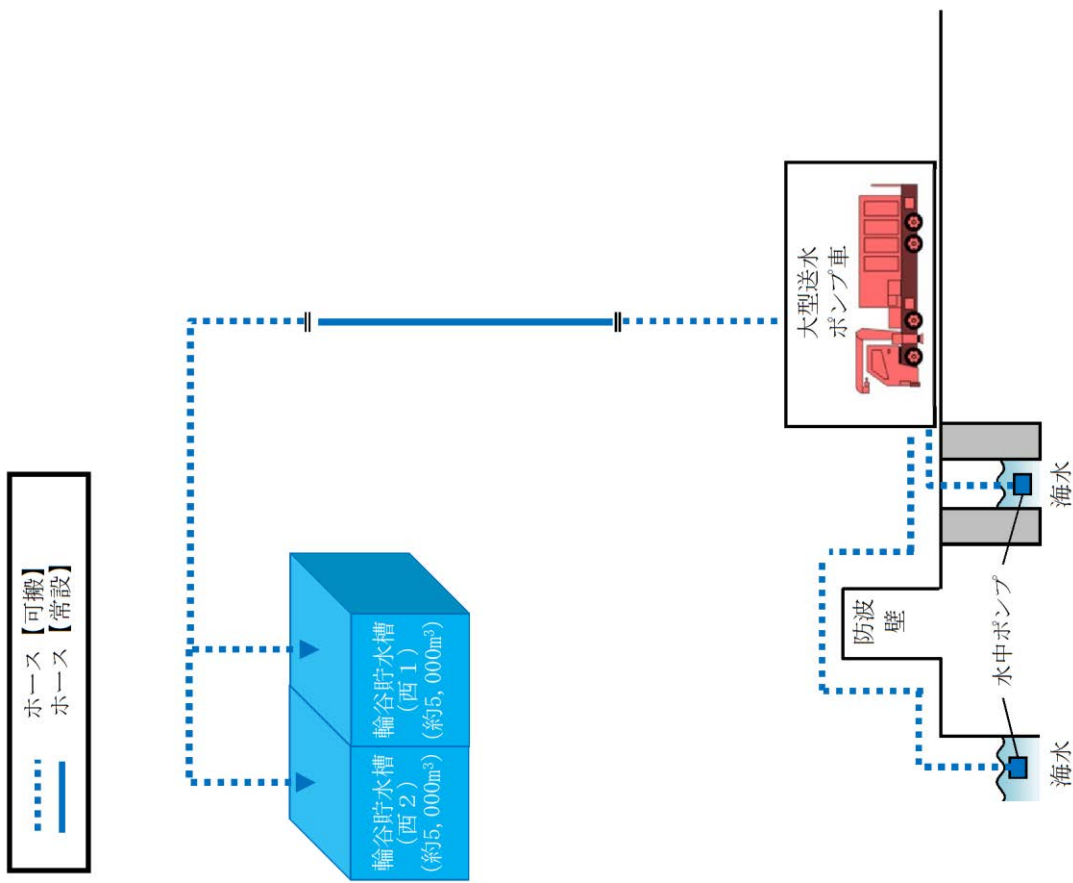 ホース【可搬】
ホース【常設】
輪谷貯水槽
(西2)
(約5,000m³)
輪谷貯水槽
(西1)
(約5,000m³)
大型送水
ポンプ車
防波
壁
水中ポンプ
海水
海水